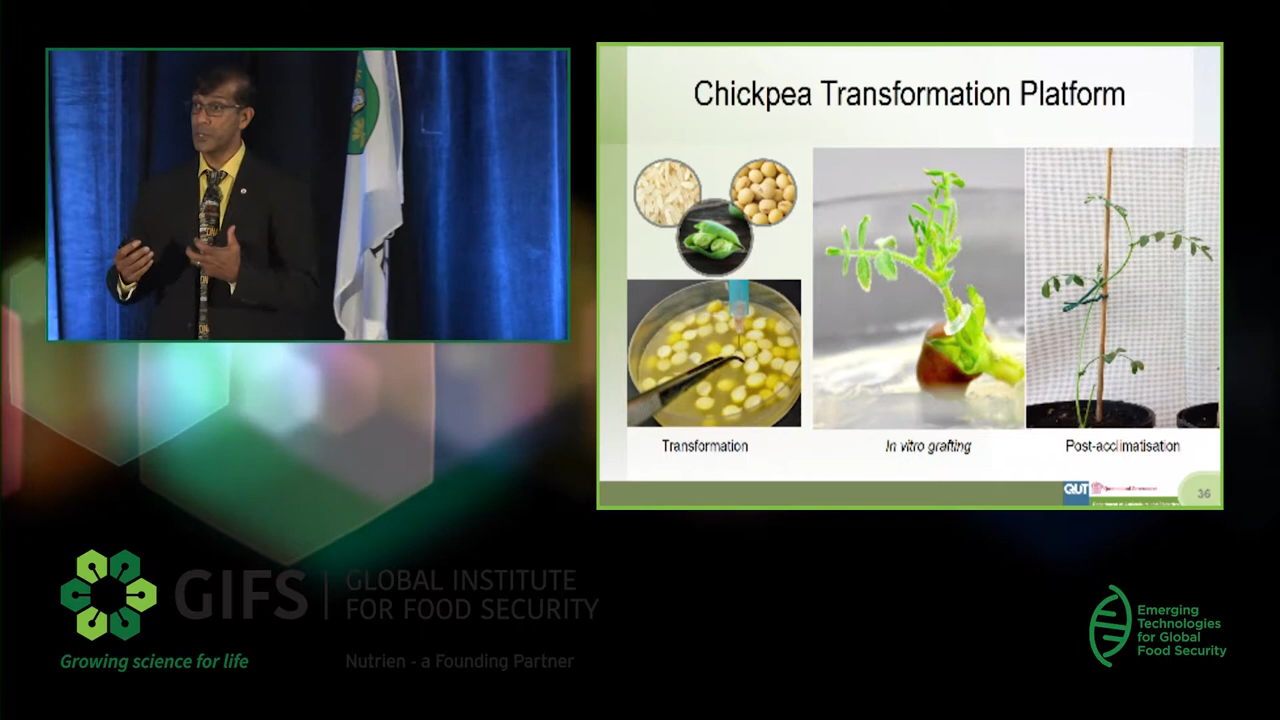 Chickpea Transformation Platform
Transformation
In vitro grafting
Post-acclimatisation
QUT
36
GIFS
GLOBAL INSTITUTE
FOR FOOD SECURITY
Growing science for life
Nutrien - a Founding Partner
Emerging
Technologies
for Global
Food Security